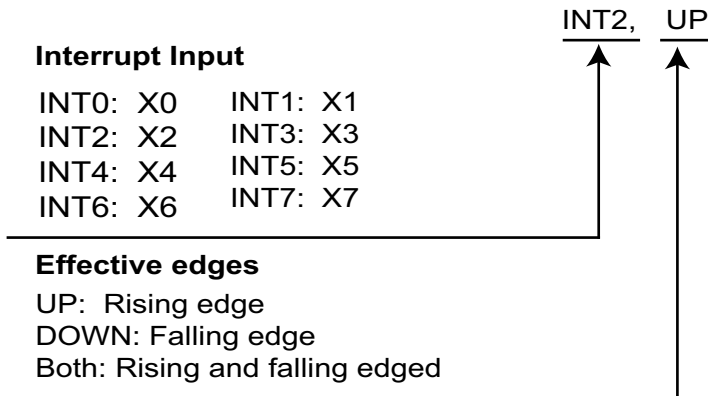 INT2, UP
Interrupt Input
INT0: X0 INT1: X1
INT2: X2 INT3: X3
INT4: X4 INT5: X5
INT6: X6 INT7: X7
Effective edges
UP: Rising edge
DOWN: Falling edge
Both: Rising and falling edged